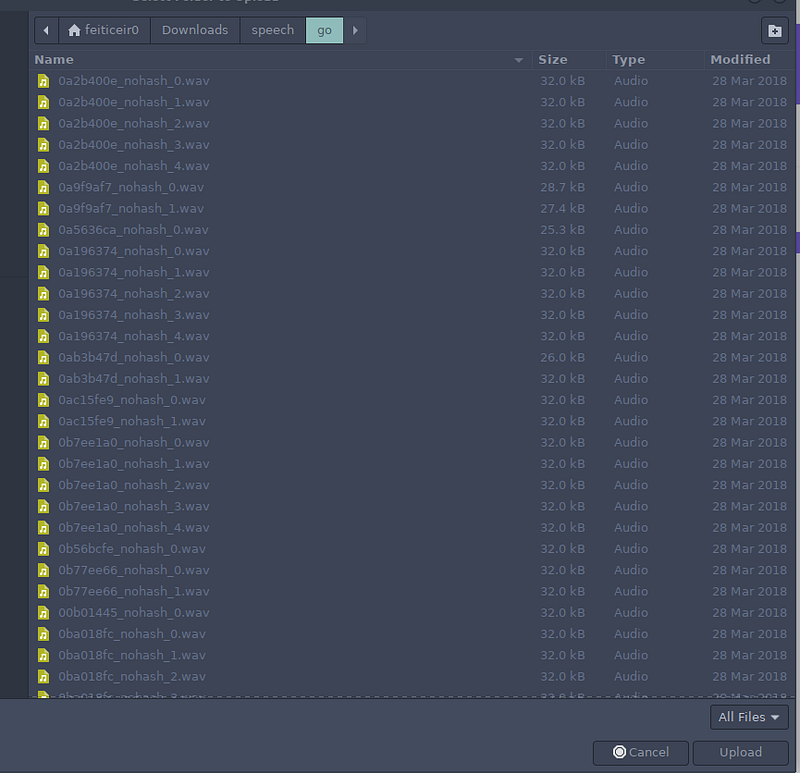 feiticeir0 Downloads speech go
Name Size Type Modified
0a2b400e_nohash_0.wav 32.0 kB Audio 28 Mar 2018
0a2b400e_nohash_1.wav 32.0 kB Audio 28 Mar 2018
0a2b400e_nohash_2.wav 32.0 kB Audio 28 Mar 2018
0a2b400e_nohash_3.wav 32.0 kB Audio 28 Mar 2018
0a2b400e_nohash_4.wav 32.0 kB Audio 28 Mar 2018
0a9f9af7_nohash_0.wav 28.7 kB Audio 28 Mar 2018
0a9f9af7_nohash_1.wav 27.4 kB Audio 28 Mar 2018
0a5636ca_nohash_0.wav 25.3 kB Audio 28 Mar 2018
0a196374_nohash_0.wav 32.0 kB Audio 28 Mar 2018
0a196374_nohash_1.wav 32.0 kB Audio 28 Mar 2018
0a196374_nohash_2.wav 32.0 kB Audio 28 Mar 2018
0a196374_nohash_3.wav 32.0 kB Audio 28 Mar 2018
0a196374_nohash_4.wav 32.0 kB Audio 28 Mar 2018
0ab3b47d_nohash_0.wav 26.0 kB Audio 28 Mar 2018
0ab3b47d_nohash_1.wav 32.0 kB Audio 28 Mar 2018
0ac15fe9_nohash_0.wav 32.0 kB Audio 28 Mar 2018
0ac15fe9_nohash_1.wav 32.0 kB Audio 28 Mar 2018
0b7ee1a0_nohash_0.wav 32.0 kB Audio 28 Mar 2018
0b7ee1a0_nohash_1.wav 32.0 kB Audio 28 Mar 2018
0b7ee1a0_nohash_2.wav 32.0 kB Audio 28 Mar 2018
0b7ee1a0_nohash_3.wav 32.0 kB Audio 28 Mar 2018
0b7ee1a0_nohash_4.wav 32.0 kB Audio 28 Mar 2018
0b56bcfe_nohash_0.wav 32.0 kB Audio 28 Mar 2018
0b77ee66_nohash_0.wav 32.0 kB Audio 28 Mar 2018
0b77ee66_nohash_1.wav 32.0 kB Audio 28 Mar 2018
00b01445_nohash_0.wav 32.0 kB Audio 28 Mar 2018
0ba018fc_nohash_0.wav 32.0 kB Audio 28 Mar 2018
0ba018fc_nohash_1.wav 32.0 kB Audio 28 Mar 2018
0ba018fc_nohash_2.wav 32.0 kB Audio 28 Mar 2018
All Files
Cancel Upload